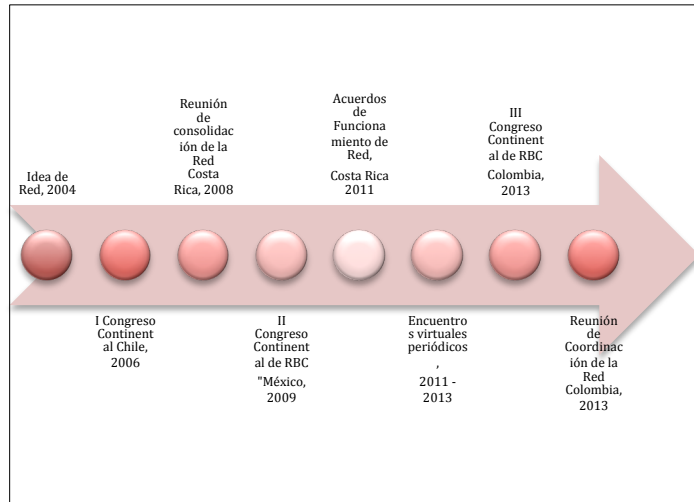 Idea de
Red, 2004
I Congreso
Continent
al Chile,
2006
Reunión
de
consolidac
ión de la
Red
Costa
Rica, 2008
II
Congreso
Continent
al de RBC
"México,
2009
Acuerdos
de
Funciona
miento de
Red,
Costa Rica
2011
Encuentro
s virtuales
periódicos
,
2011 -
2013
III
Congreso
Continent
al de RBC
Colombia,
2013
Reunión
de
Coordinac
ión de la
Red
Colombia,
2013